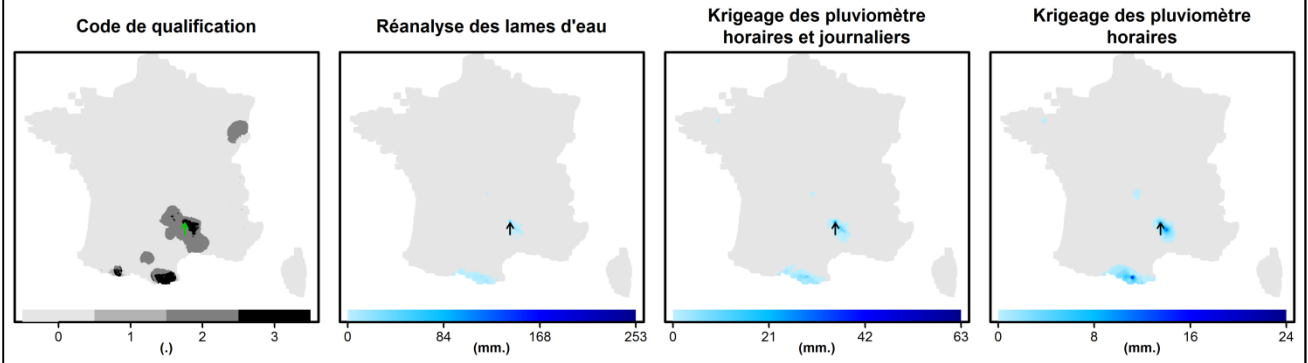 Code de qualification
Réanalyse des lames d'eau
Krigeage des pluviomètre
horaires et journaliers
Krigeage des pluviomètre
horaires
0 1 2 3
(.)
0 84 168 253
(mm.)
0 21 42 63
(mm.)
0 8 16 24
(mm.)